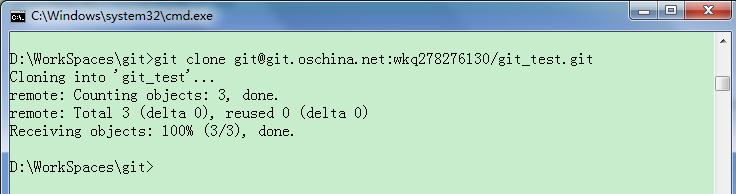 C:\Windows\system32\cmd.exe
D:\WorkSpaces\git>git clone git@git.oschina.net:wkq278276130/git_test.git
Cloning into 'git_test'...
remote: Counting objects: 3, done.
remote: Total 3 (delta 0), reused 0 (delta 0)
Receiving objects: 100% (3/3), done.
D:\WorkSpaces\git>